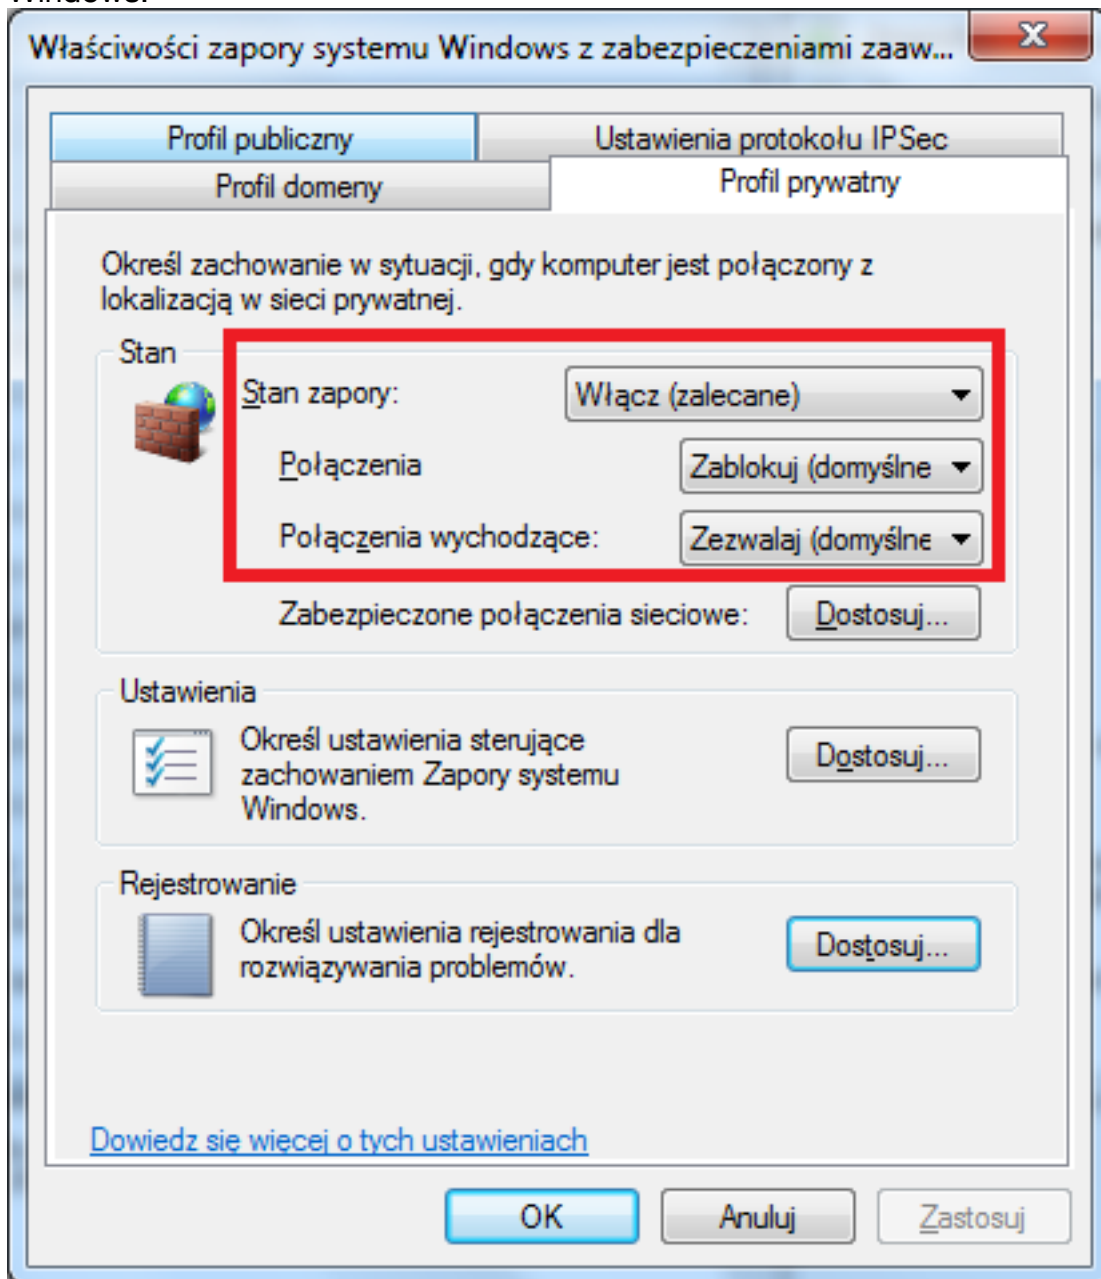 Właściwości zapory systemu Windows z zabezpieczeniami zaaw...
Profil publiczny
Ustawienia protokołu IPSec
Profil domeny
Profil prywatny
Określ zachowanie w sytuacji, gdy komputer jest połączony z
lokalizacją w sieci prywatnej.
Stan
Stan zapory:
Włącz (zalecane)
Połączenia
Zablokuj (domyślne
Połączenia wychodzące:
Zezwalaj (domyślne
Zabezpieczone połączenia sieciowe:
Dostosuj...
Ustawienia
Określ ustawienia sterujące
zachowaniem Zapory systemu
Windows.
Dostosuj...
Rejestrowanie
Określ ustawienia rejestrowania dla
rozwiązywania problemów.
Dostosuj...
Dowiedz się więcej o tych ustawieniach
OK
Anuluj
Zastosuj